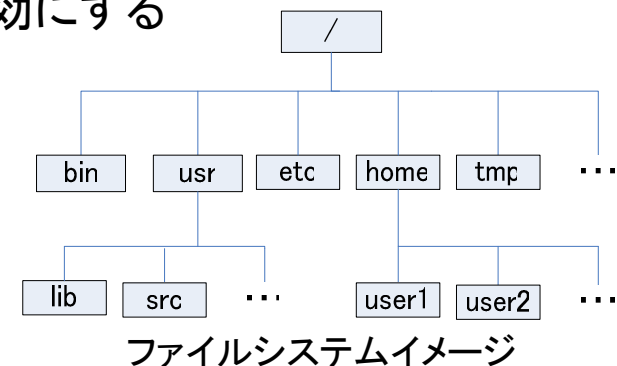 効にする
/
bin usr etc home tmp …
lib src … user1 user2 …
ファイルシステムイメージ